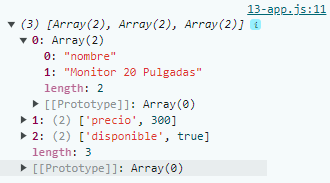 13-app.js:11
(3) [Array(2), Array(2), Array(2)] i
0: Array(2)
0: "nombre"
1: "Monitor 20 Pulgadas"
length: 2
[[Prototype]]: Array(0)
1: (2) ['precio', 300]
2: (2) ['disponible', true]
length: 3
[[Prototype]]: Array(0)